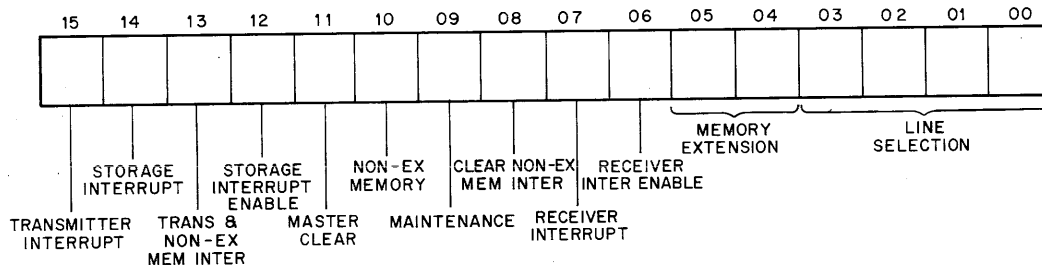 15 14 13 12 11 10 09 08 07 06 05 04 03 02 01 00
MEMORY
EXTENSION
LINE
SELECTION
STORAGE
INTERRUPT
STORAGE
INTERRUPT
ENABLE
NON-EX
MEMORY
CLEAR NON-EX
MEM INTER
RECEIVER
INTER ENABLE
TRANSMITTER
INTERRUPT
TRANS &
NON-EX
MEM INTER
MASTER
CLEAR
MAINTENANCE
RECEIVER
INTERRUPT